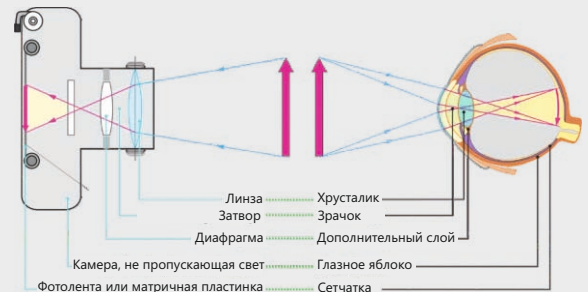 Линза Хрусталик
Затвор Зрачок
Диафрагма Дополнительный слой
Камера, не пропускающая свет Глазное яблоко
Фотолента или матричная пластинка Сетчатка